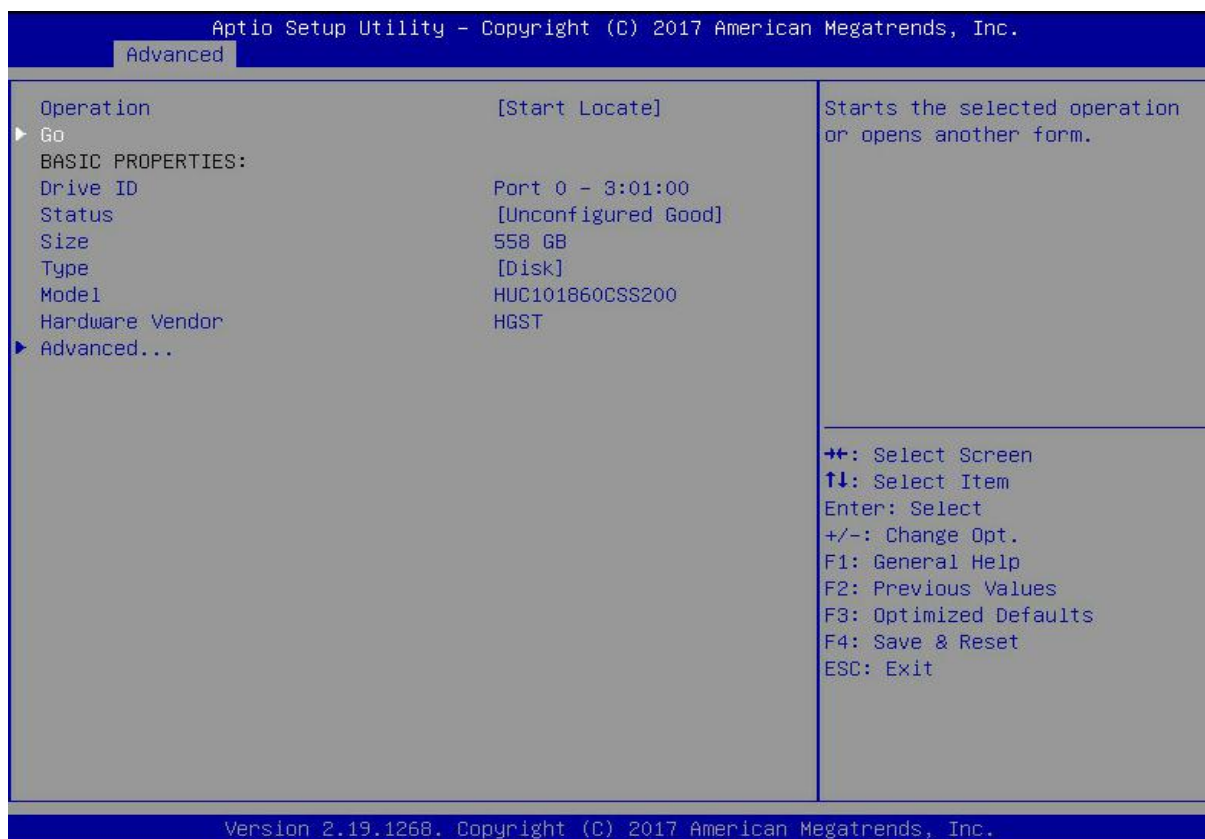 Aptio Setup Utility – Copyright (C) 2017 American Megatrends, Inc.
Advanced
Operation [Start Locate]
▶ Go
BASIC PROPERTIES:
Drive ID Port 0 – 3:01:00
Status [Unconfigured Good]
Size 558 GB
Type [Disk]
Model HUC101860CSS200
Hardware Vendor HGST
▶ Advanced...
Starts the selected operation
or opens another form.
→←: Select Screen
↑↓: Select Item
Enter: Select
+/-: Change Opt.
F1: General Help
F2: Previous Values
F3: Optimized Defaults
F4: Save & Reset
ESC: Exit
Version 2.19.1268. Copyright (C) 2017 American Megatrends, Inc.